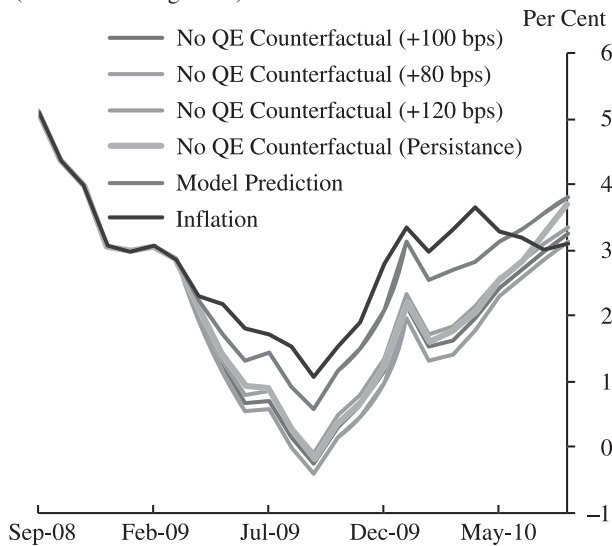 Per Cent
No QE Counterfactual (+100 bps)
No QE Counterfactual (+80 bps)
No QE Counterfactual (+120 bps)
No QE Counterfactual (Persistance)
Model Prediction
Inflation
6
5
4
3
2
1
0
–1
Sep-08 Feb-09 Jul-09 Dec-09 May-10